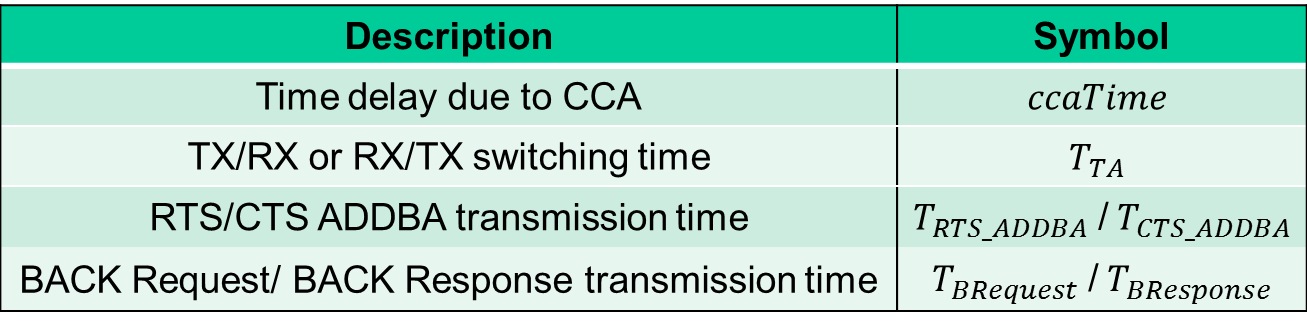 Description Symbol
Time delay due to CCA ccaTime
TX/RX or RX/TX switching time T_TA
RTS/CTS ADDBA transmission time T_RTS_ADDBA / T_CTS_ADDBA
BACK Request/ BACK Response transmission time T_BRequest / T_BResponse